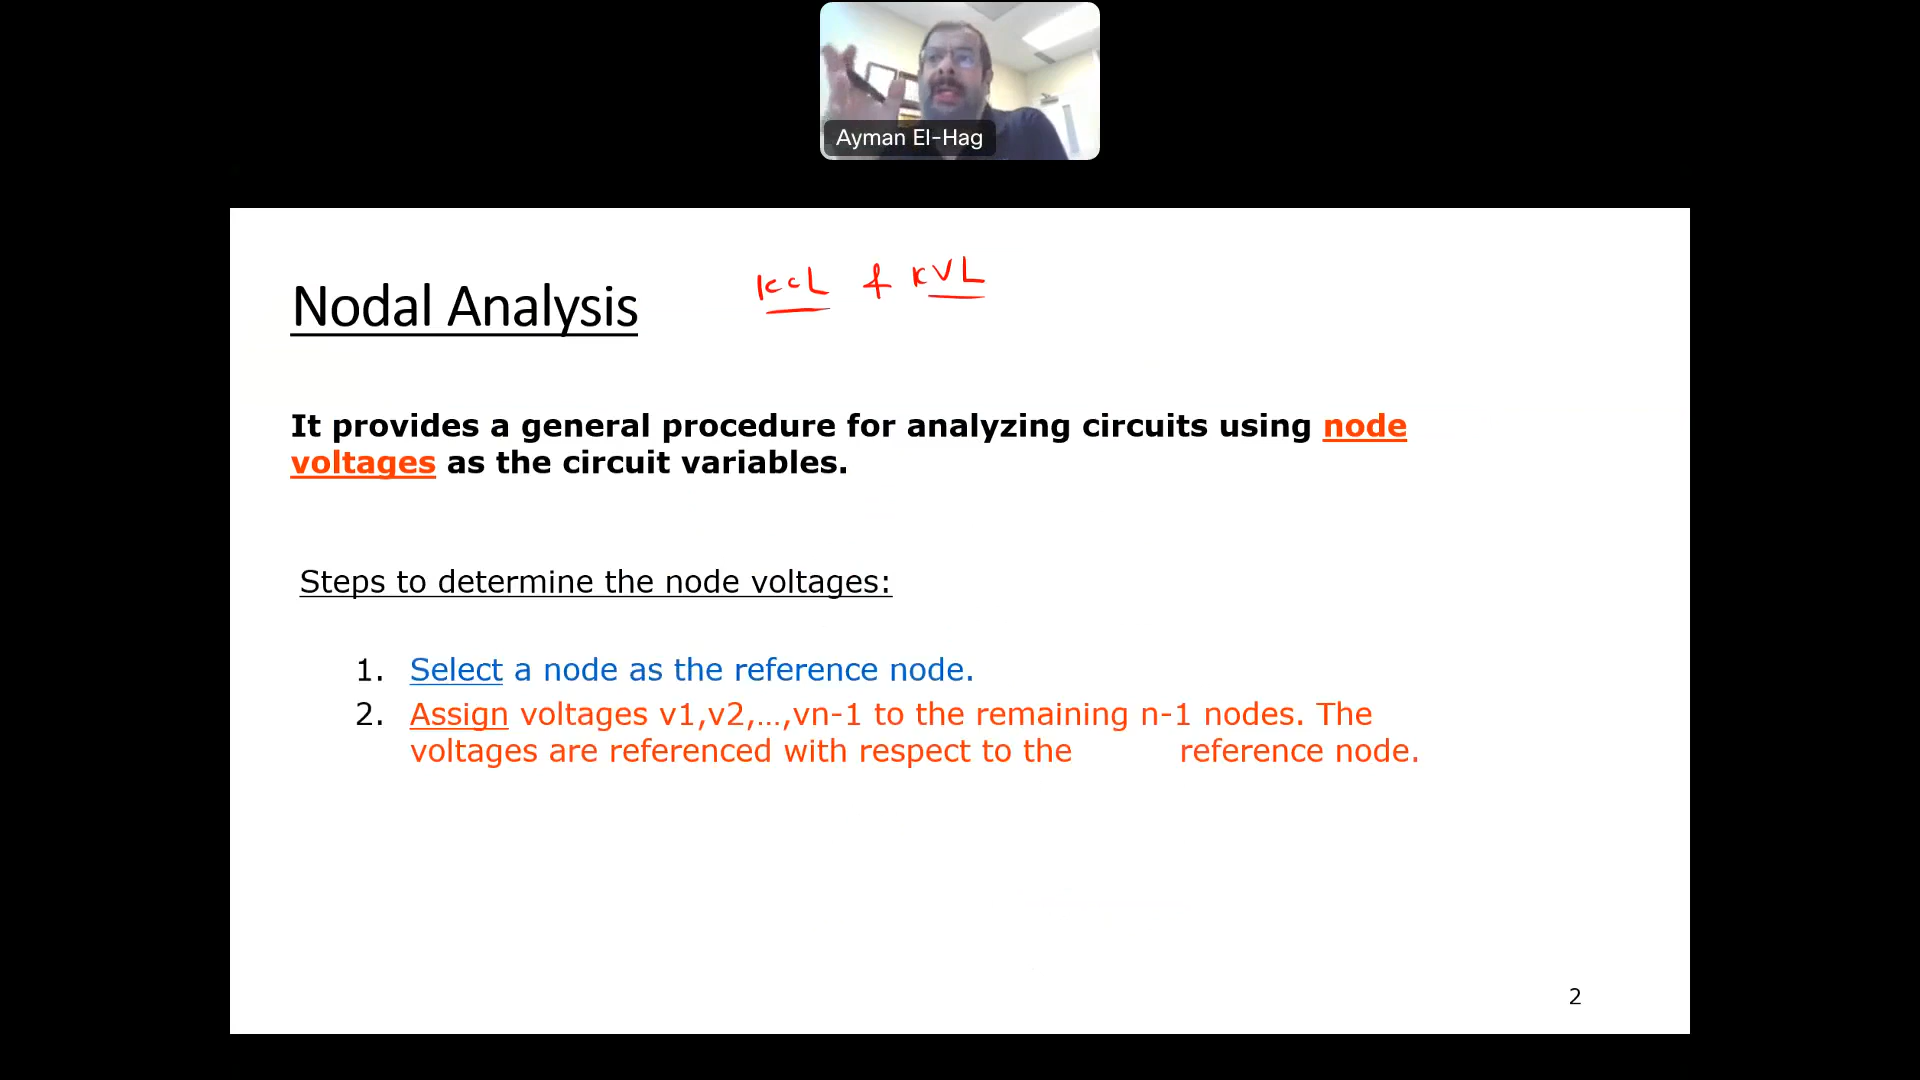 Ayman El-Hag
KCL & KVL
Nodal Analysis
It provides a general procedure for analyzing circuits using node
voltages as the circuit variables.
Steps to determine the node voltages:
1. Select a node as the reference node.
2. Assign voltages v1,v2,…,vn-1 to the remaining n-1 nodes. The
voltages are referenced with respect to the reference node.
2